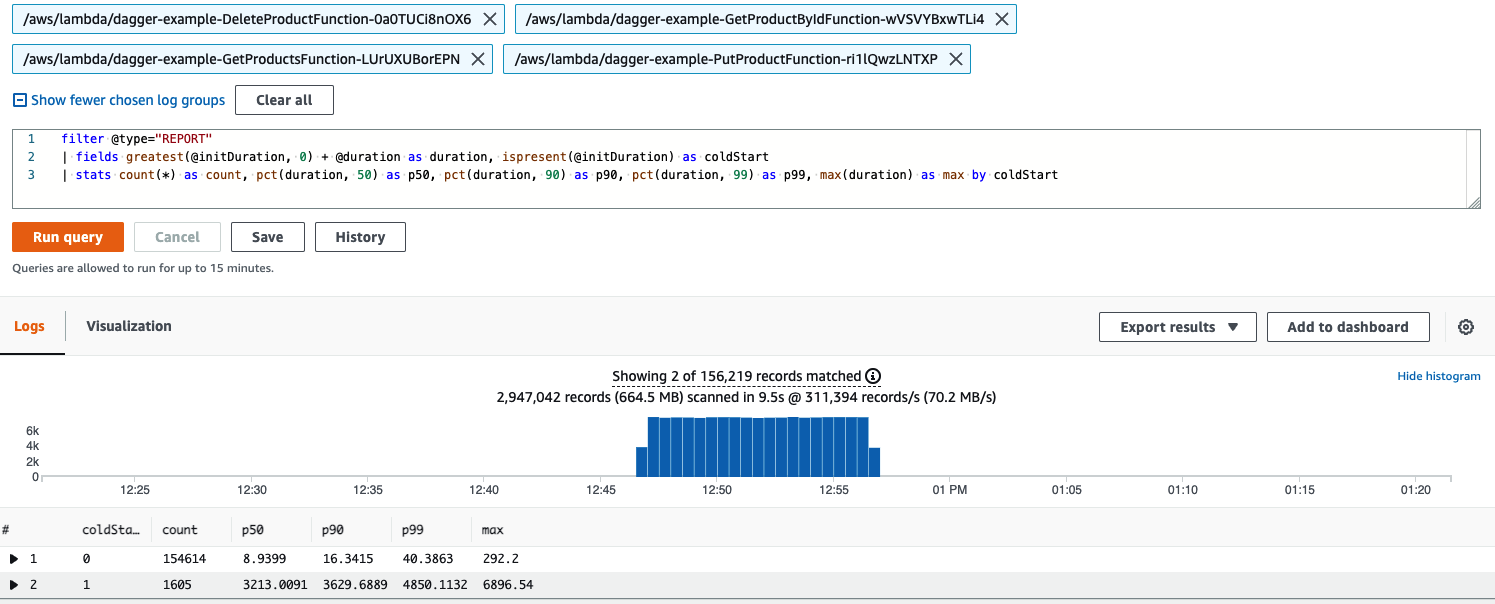 /aws/lambda/dagger-example-DeleteProductFunction-0a0TUCi8nOX6 /aws/lambda/dagger-example-GetProductByIdFunction-wVSVYBxwTLi4
/aws/lambda/dagger-example-GetProductsFunction-LUrUXUBorEPN /aws/lambda/dagger-example-PutProductFunction-ri1lQwzLNTXP
Show fewer chosen log groups Clear all
1 filter @type="REPORT"
2 | fields greatest(@initDuration, 0) + @duration as duration, ispresent(@initDuration) as coldStart
3 | stats count(*) as count, pct(duration, 50) as p50, pct(duration, 90) as p90, pct(duration, 99) as p99, max(duration) as max by coldStart
Run query Cancel Save History
Queries are allowed to run for up to 15 minutes.
Logs Visualization Export results Add to dashboard
Showing 2 of 156,219 records matched Hide histogram
2,947,042 records (664.5 MB) scanned in 9.5s @ 311,394 records/s (70.2 MB/s)
6k
4k
2k
0
12:25 12:30 12:35 12:40 12:45 12:50 12:55 01 PM 01:05 01:10 01:15 01:20
# coldSta... count p50 p90 p99 max
1 0 154614 8.9399 16.3415 40.3863 292.2
2 1 1605 3213.0091 3629.6889 4850.1132 6896.54